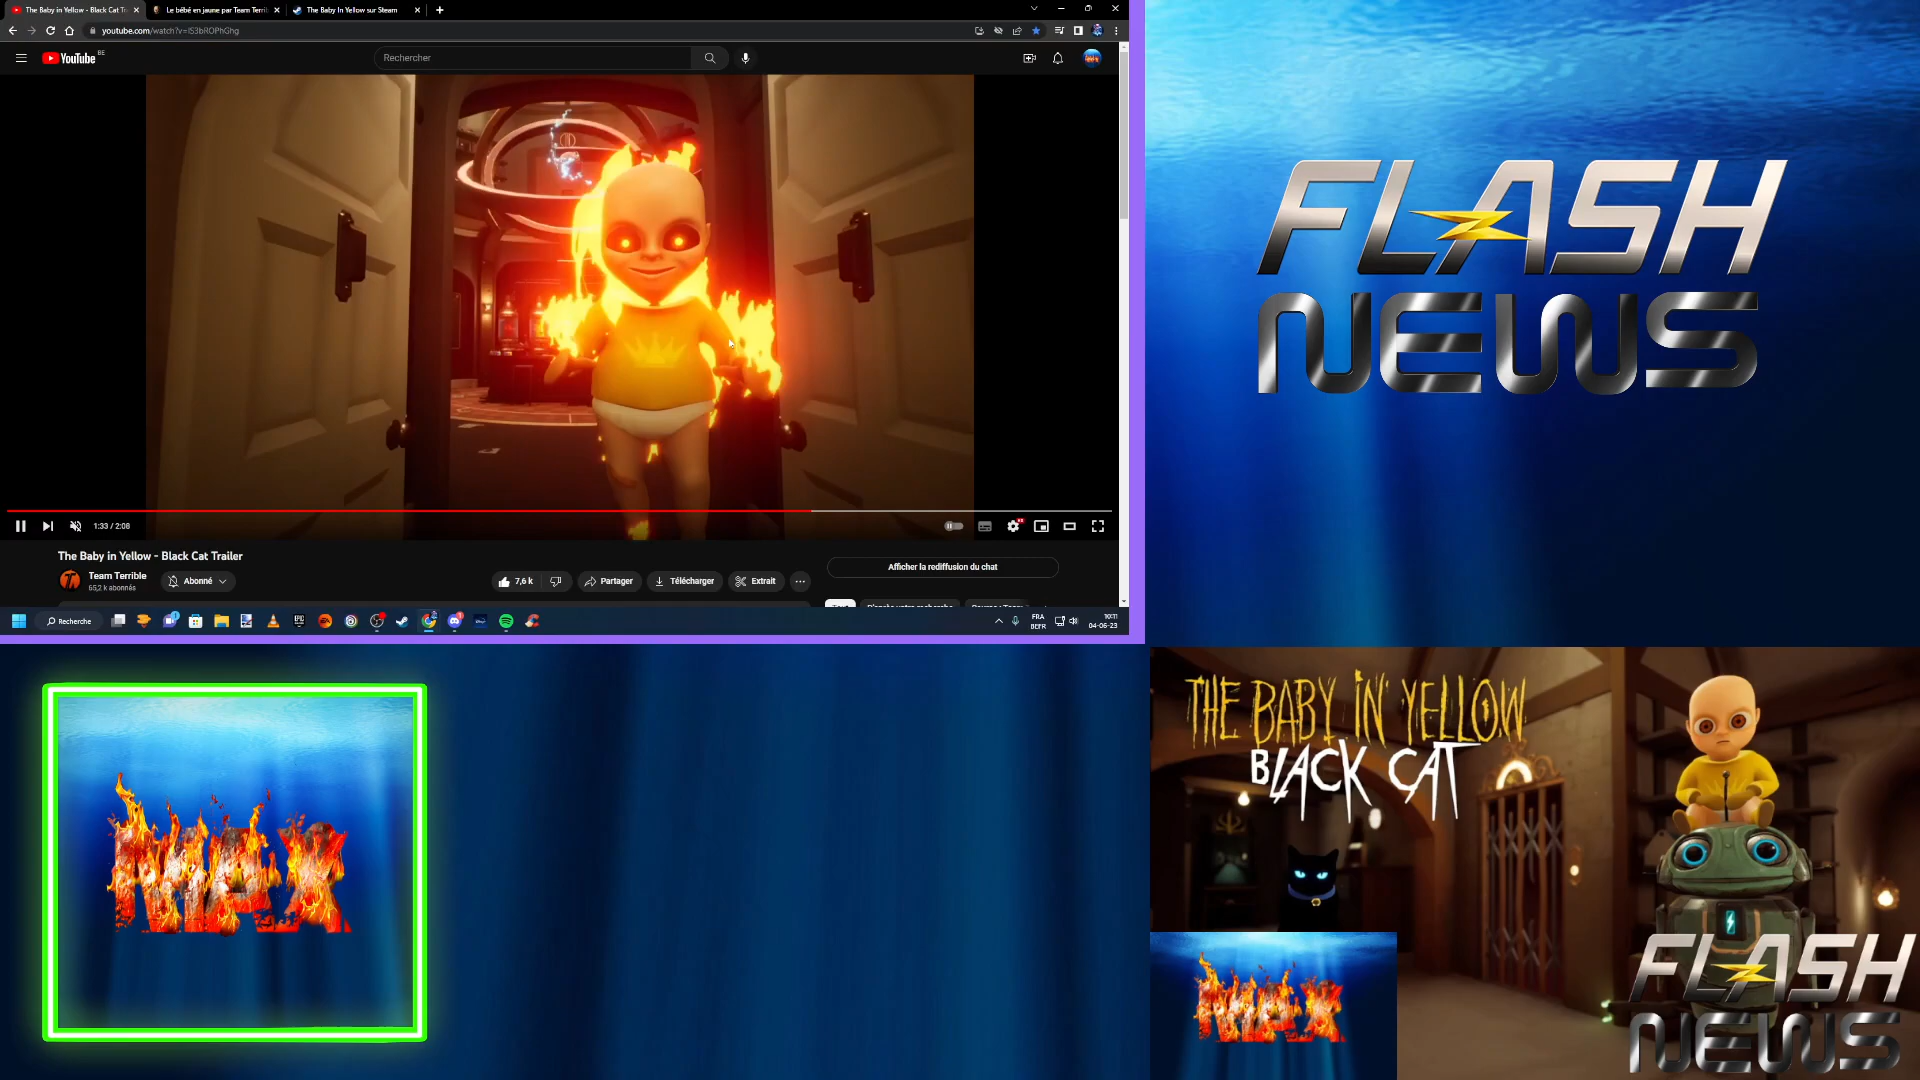 The Baby in Yellow - Black Cat Tr
Le bébé en jaune par Team Terri
The Baby In Yellow sur Steam
youtube.com/watch?v=IS3bROPhGhg
YouTube BE
Rechercher
1:33 / 2:08
The Baby in Yellow - Black Cat Trailer
Team Terrible
65,2 k abonnés
Abonné
7,6 k
Partager
Télécharger
Extrait
Afficher la rediffusion du chat
Recherche
FRA
BEFR
10:11
04-06-23
FLASH
NEWS
THE BABY IN YELLOW
BLACK CAT
FLASH
NEWS